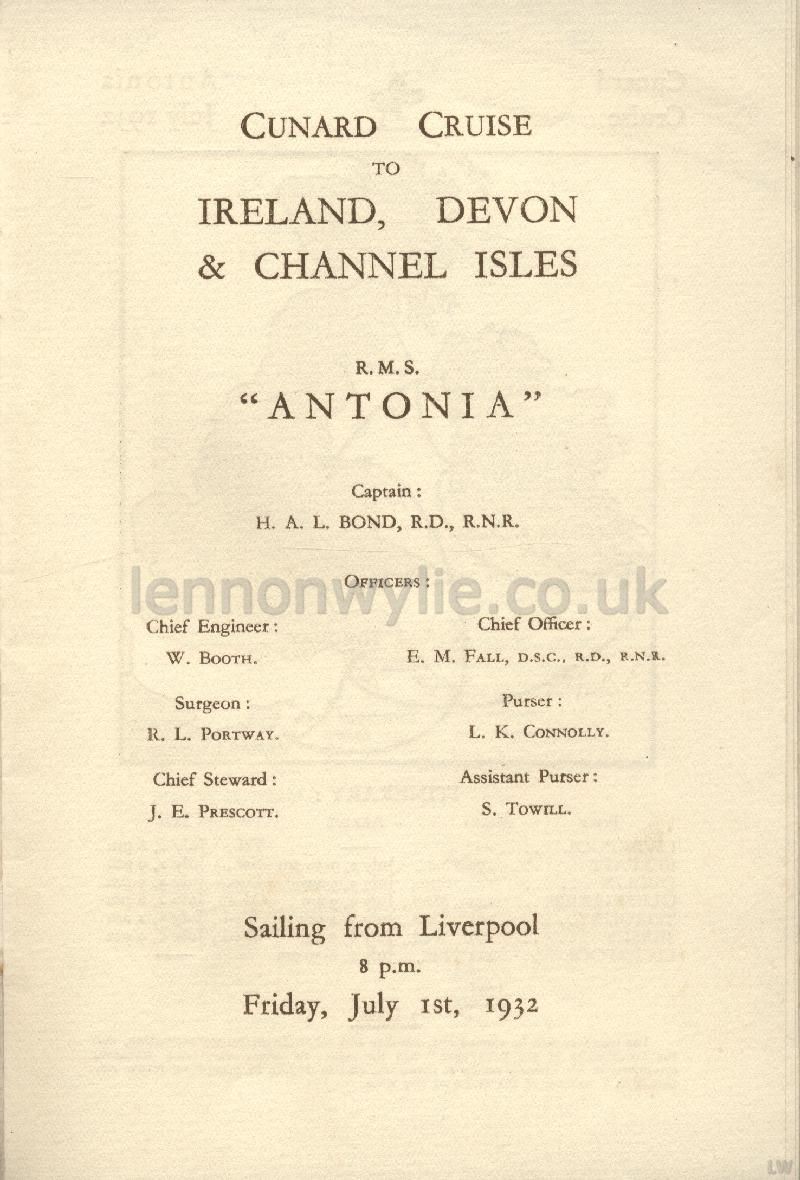 CUNARD CRUISE
TO
IRELAND, DEVON
& CHANNEL ISLES
R. M. S.
"ANTONIA"
Captain :
H. A. L. BOND, R.D., R.N.R.
OFFICERS :
lennonwylie.co.uk
Chief Engineer :
W. BOOTH.
Chief Officer :
E. M. FALL, D.S.C., R.D., R.N.R.
Surgeon :
R. L. PORTWAY.
Purser :
L. K. CONNOLLY.
Chief Steward :
J. E. PRESCOTT.
Assistant Purser :
S. TOWILL.
Sailing from Liverpool
8 p.m.
Friday, July 1st, 1932
LW